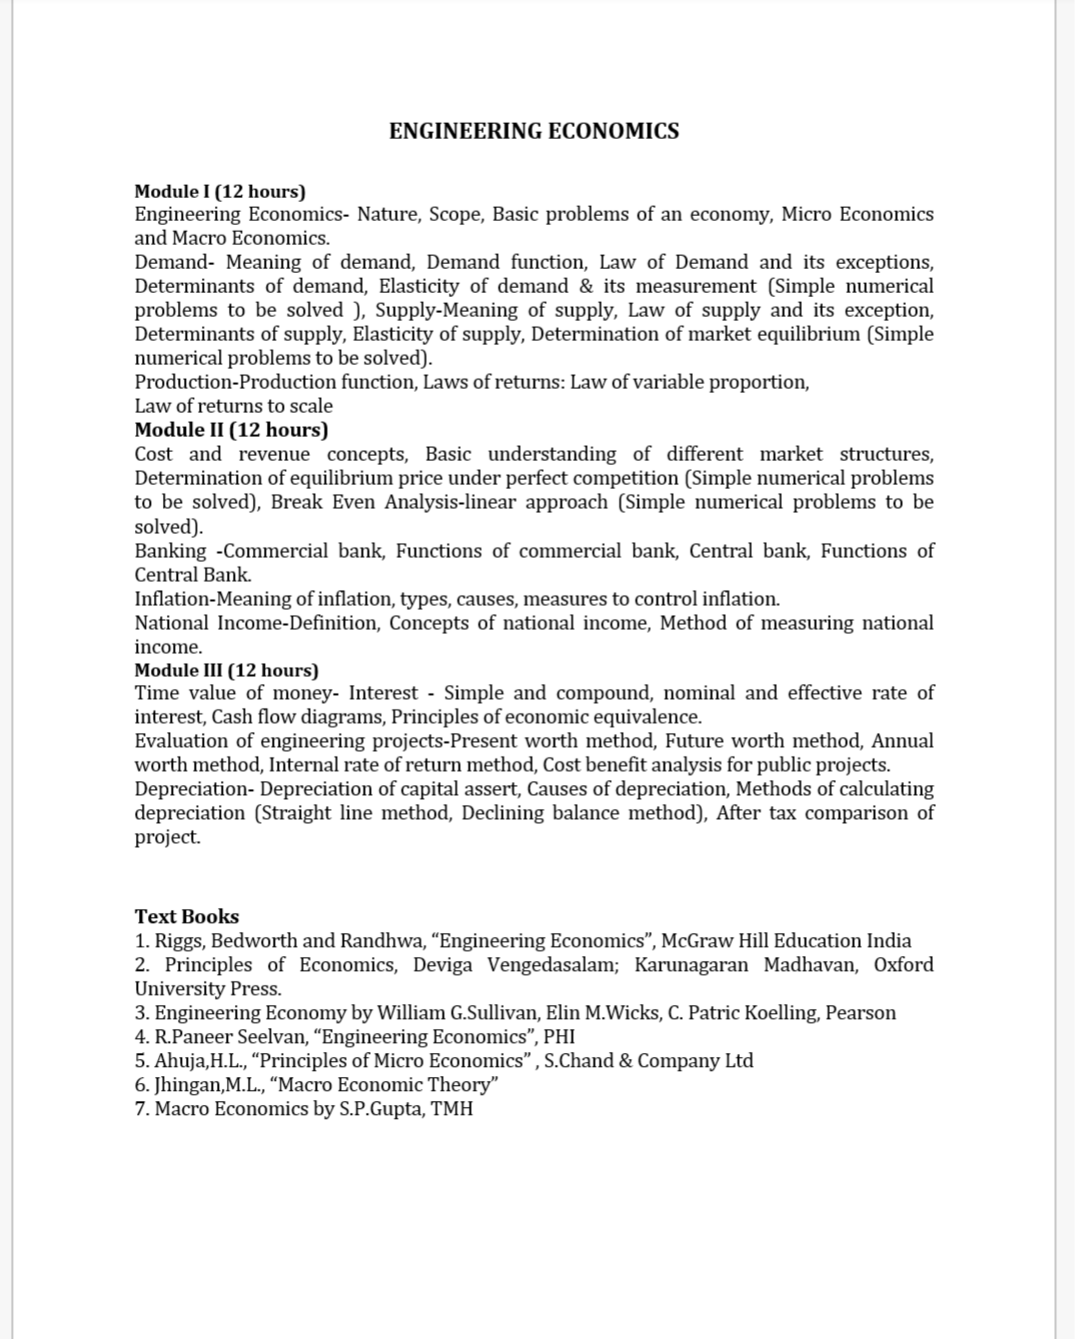 ENGINEERING ECONOMICS
Module I (12 hours)
Engineering Economics- Nature, Scope, Basic problems of an economy, Micro Economics
and Macro Economics.
Demand- Meaning of demand, Demand function, Law of Demand and its exceptions,
Determinants of demand, Elasticity of demand & its measurement (Simple numerical
problems to be solved ), Supply-Meaning of supply, Law of supply and its exception,
Determinants of supply, Elasticity of supply, Determination of market equilibrium (Simple
numerical problems to be solved).
Production-Production function, Laws of returns: Law of variable proportion,
Law of returns to scale
Module II (12 hours)
Cost and revenue concepts, Basic understanding of different market structures,
Determination of equilibrium price under perfect competition (Simple numerical problems
to be solved), Break Even Analysis-linear approach (Simple numerical problems to be
solved).
Banking -Commercial bank, Functions of commercial bank, Central bank, Functions of
Central Bank.
Inflation-Meaning of inflation, types, causes, measures to control inflation.
National Income-Definition, Concepts of national income, Method of measuring national
income.
Module III (12 hours)
Time value of money- Interest - Simple and compound, nominal and effective rate of
interest, Cash flow diagrams, Principles of economic equivalence.
Evaluation of engineering projects-Present worth method, Future worth method, Annual
worth method, Internal rate of return method, Cost benefit analysis for public projects.
Depreciation- Depreciation of capital assert, Causes of depreciation, Methods of calculating
depreciation (Straight line method, Declining balance method), After tax comparison of
project.
Text Books
1. Riggs, Bedworth and Randhwa, “Engineering Economics”, McGraw Hill Education India
2. Principles of Economics, Deviga Vengedasalam; Karunagaran Madhavan, Oxford
University Press.
3. Engineering Economy by William G.Sullivan, Elin M.Wicks, C. Patric Koelling, Pearson
4. R.Paneer Seelvan, “Engineering Economics”, PHI
5. Ahuja,H.L., “Principles of Micro Economics” , S.Chand & Company Ltd
6. Jhingan,M.L., “Macro Economic Theory”
7. Macro Economics by S.P.Gupta, TMH